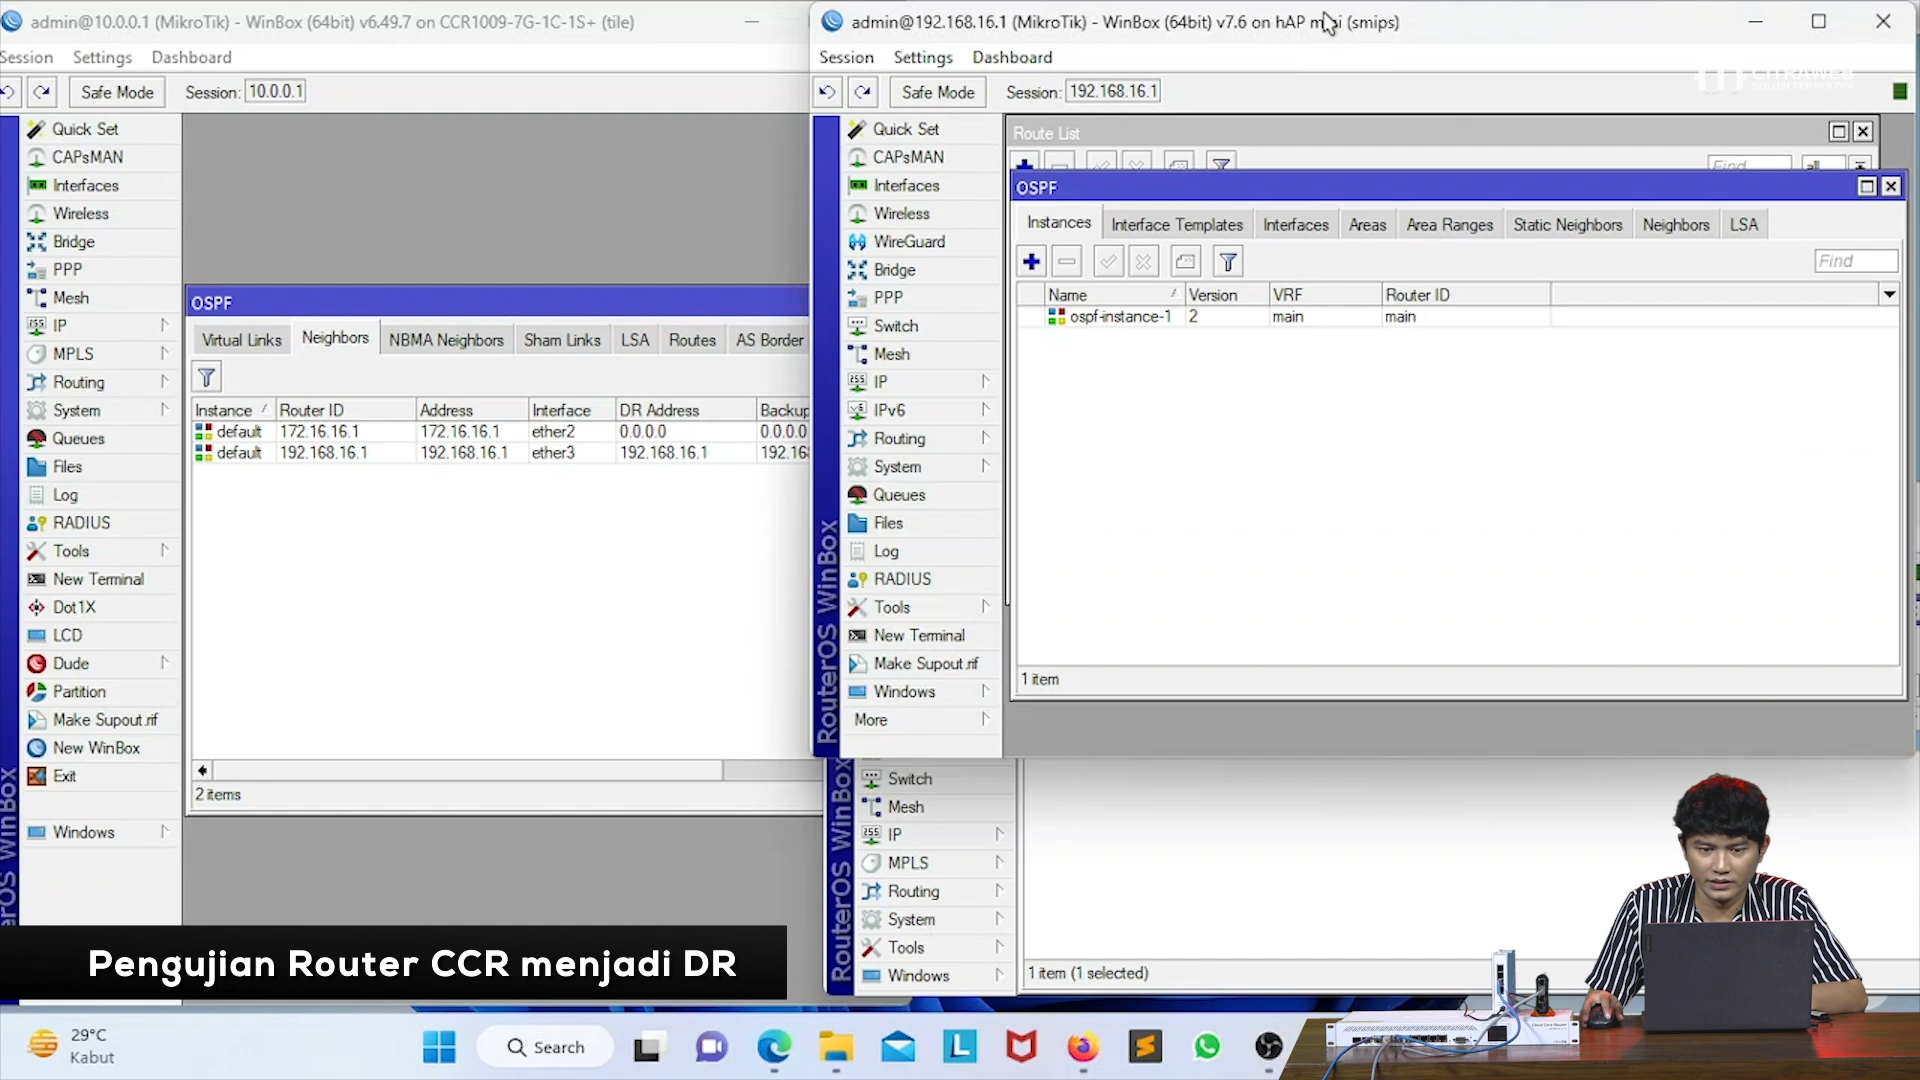 admin@10.0.0.1 (MikroTik) - WinBox (64bit) v6.49.7 on CCR1009-7G-1C-1S+ (tile)
Session Settings Dashboard
Safe Mode Session: 10.0.0.1
Quick Set
CAPsMAN
Interfaces
Wireless
Bridge
PPP
Mesh
IP
MPLS
Routing
System
Queues
Files
Log
RADIUS
Tools
New Terminal
Dot1X
LCD
Dude
Partition
Make Supout.rif
New WinBox
Exit
Windows
OSPF
Virtual Links Neighbors NBMA Neighbors Sham Links LSA Routes AS Border
Instance Router ID Address Interface DR Address Backup
default 172.16.16.1 172.16.16.1 ether2 0.0.0.0 0.0.0.0
default 192.168.16.1 192.168.16.1 ether3 192.168.16.1 192.168
2 items
admin@192.168.16.1 (MikroTik) - WinBox (64bit) v7.6 on hAP mini (smips)
Session Settings Dashboard
Safe Mode Session: 192.168.16.1
CITRAWEB
SOLUSI TEKNOLOGI
RouterOS WinBox
Quick Set
CAPsMAN
Interfaces
Wireless
WireGuard
Bridge
PPP
Switch
Mesh
IP
IPv6
Routing
System
Queues
Files
Log
RADIUS
Tools
New Terminal
Make Supout.rif
Windows
More
Route List
Find all
OSPF
Instances Interface Templates Interfaces Areas Area Ranges Static Neighbors Neighbors LSA
Find
Name Version VRF Router ID
ospf-instance-1 2 main main
1 item
RouterOS WinBox
Switch
Mesh
IP
MPLS
Routing
System
Tools
Windows
1 item (1 selected)
Pengujian Router CCR menjadi DR
29°C
Kabut
Search